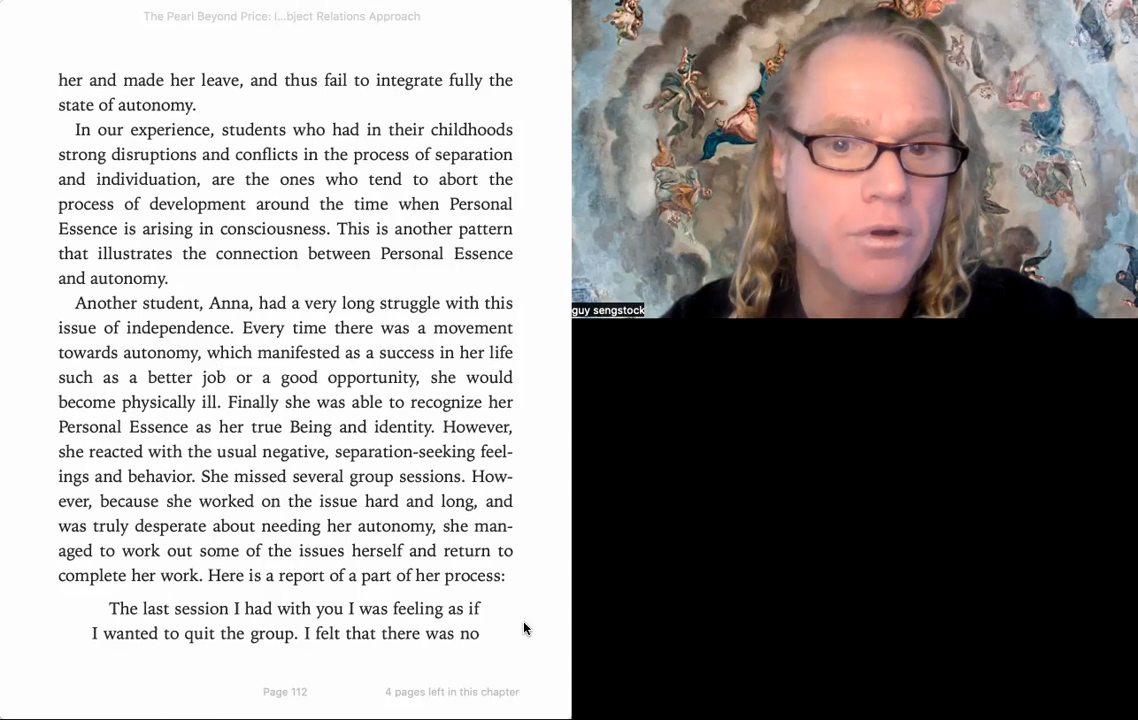 The Pearl Beyond Price: I...bject Relations Approach
her and made her leave, and thus fail to integrate fully the
state of autonomy.
In our experience, students who had in their childhoods
strong disruptions and conflicts in the process of separation
and individuation, are the ones who tend to abort the
process of development around the time when Personal
Essence is arising in consciousness. This is another pattern
that illustrates the connection between Personal Essence
and autonomy.
Another student, Anna, had a very long struggle with this
issue of independence. Every time there was a movement
towards autonomy, which manifested as a success in her life
such as a better job or a good opportunity, she would
become physically ill. Finally she was able to recognize her
Personal Essence as her true Being and identity. However,
she reacted with the usual negative, separation-seeking feel-
ings and behavior. She missed several group sessions. How-
ever, because she worked on the issue hard and long, and
was truly desperate about needing her autonomy, she man-
aged to work out some of the issues herself and return to
complete her work. Here is a report of a part of her process:
The last session I had with you I was feeling as if
I wanted to quit the group. I felt that there was no
Page 112
4 pages left in this chapter
guy sengstock